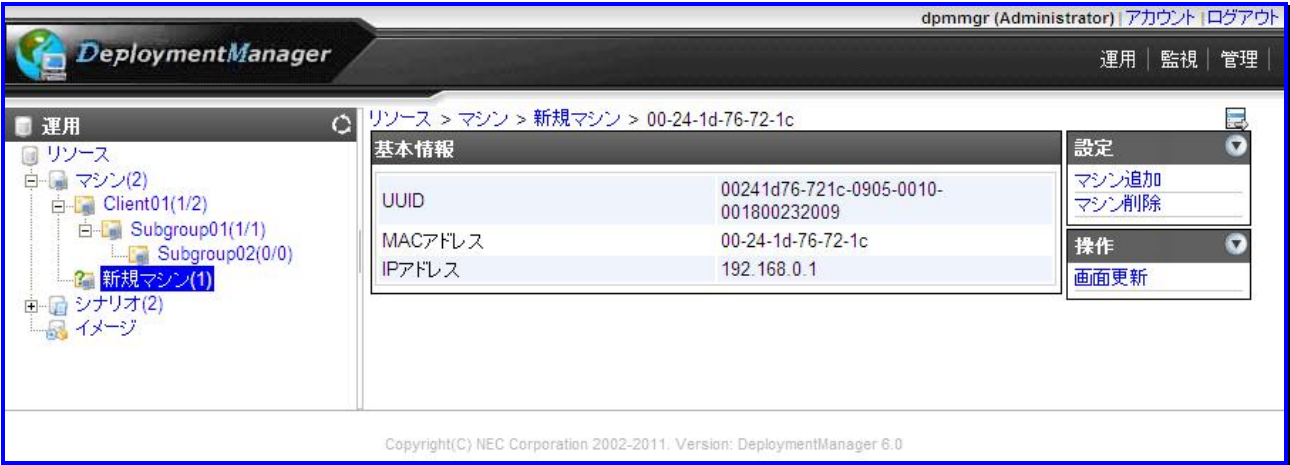 dpmmgr (Administrator) | アカウント | ログアウト
DeploymentManager
運用 | 監視 | 管理 |
運用
リソース
マシン(2)
Client01(1/2)
Subgroup01(1/1)
Subgroup02(0/0)
新規マシン(1)
シナリオ(2)
イメージ
リソース > マシン > 新規マシン > 00-24-1d-76-72-1c
基本情報
UUID 00241d76-721c-0905-0010-
001800232009
MACアドレス 00-24-1d-76-72-1c
IPアドレス 192.168.0.1
設定
マシン追加
マシン削除
操作
画面更新
Copyright(C) NEC Corporation 2002-2011. Version: DeploymentManager 6.0